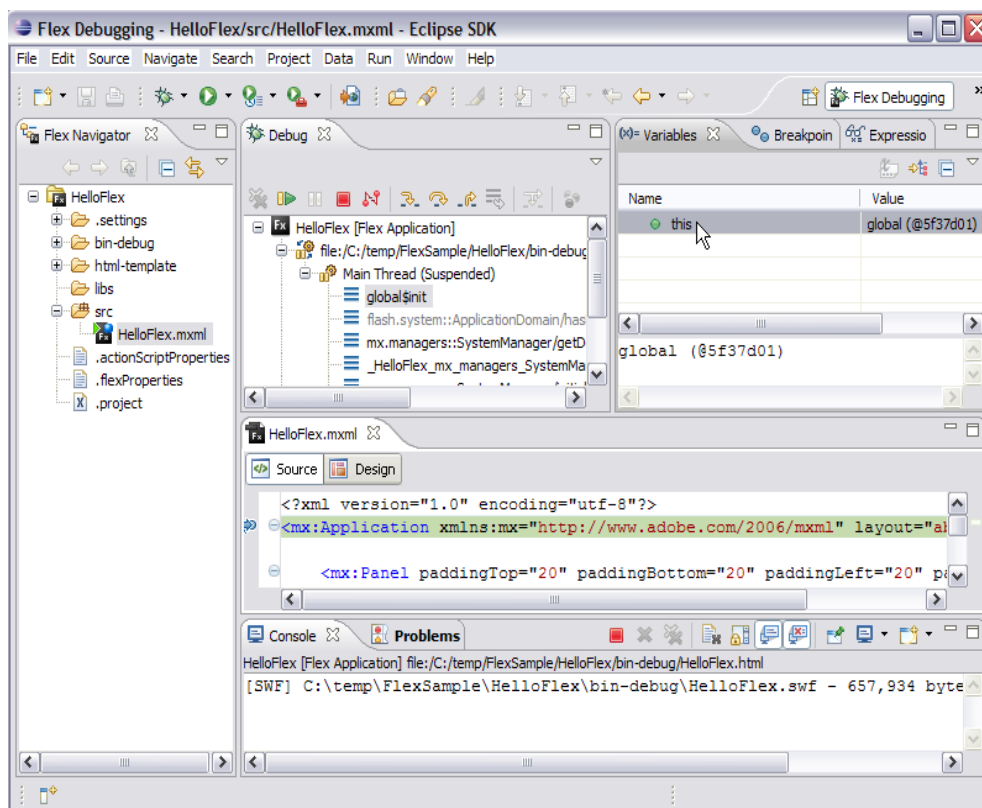 Flex Debugging - HelloFlex/src/HelloFlex.mxml - Eclipse SDK
File Edit Source Navigate Search Project Data Run Window Help
Flex Debugging
Flex Navigator
HelloFlex
.settings
bin-debug
html-template
libs
src
HelloFlex.mxml
.actionScriptProperties
.flexProperties
.project
Debug
HelloFlex [Flex Application]
file:/C:/temp/FlexSample/HelloFlex/bin-debug
Main Thread (Suspended)
global$init
flash.system::ApplicationDomain/has
mx.managers::SystemManager/getD
_HelloFlex_mx_managers_SystemMa
(x)= Variables Breakpoin Expressio
Name Value
this global (@5f37d01)
global (@5f37d01)
HelloFlex.mxml
Source Design
<?xml version="1.0" encoding="utf-8"?>
<mx:Application xmlns:mx="http://www.adobe.com/2006/mxml" layout="ab
<mx:Panel paddingTop="20" paddingBottom="20" paddingLeft="20" pa
Console Problems
HelloFlex [Flex Application] file:/C:/temp/FlexSample/HelloFlex/bin-debug/HelloFlex.html
[SWF] C:\temp\FlexSample\HelloFlex\bin-debug\HelloFlex.swf - 657,934 byte